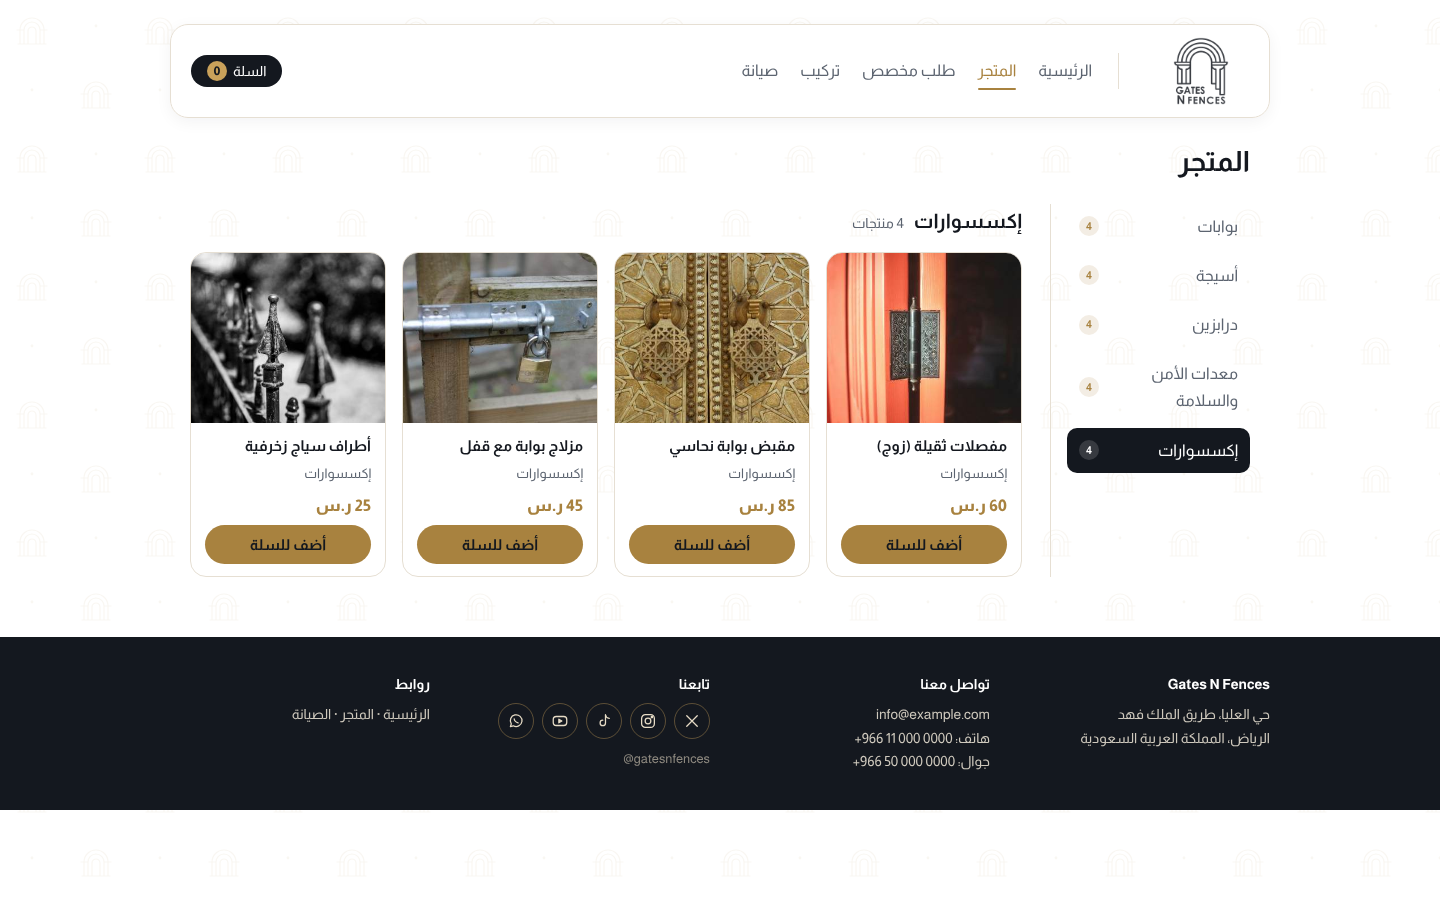 GATES
N FENCES
الرئيسية
المتجر
طلب مخصص
تركيب
صيانة
السلة 0
المتجر
بوابات 4
أسيجة 4
درابزين 4
معدات الأمن
والسلامة 4
إكسسوارات 4
إكسسوارات 4 منتجات
مفصلات ثقيلة (زوج)
إكسسوارات
60 ر.س
أضف للسلة
مقبض بوابة نحاسي
إكسسوارات
85 ر.س
أضف للسلة
مزلاج بوابة مع قفل
إكسسوارات
45 ر.س
أضف للسلة
أطراف سياج زخرفية
إكسسوارات
25 ر.س
أضف للسلة
Gates N Fences
حي العليا، طريق الملك فهد
الرياض، المملكة العربية السعودية
تواصل معنا
info@example.com
هاتف: 0000 000 11 966+
جوال: 0000 000 50 966+
تابعنا
@gatesnfences
روابط
الرئيسية · المتجر · الصيانة